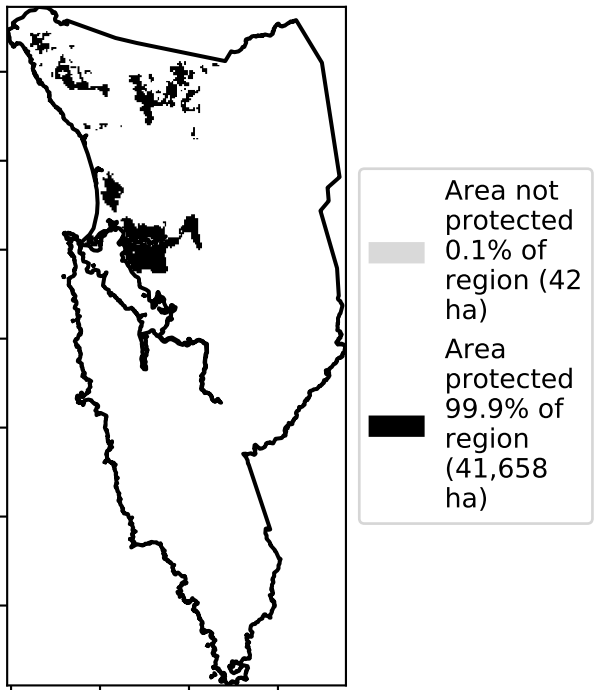 Area not
protected
0.1% of
region (42
ha)
Area
protected
99.9% of
region
(41,658
ha)